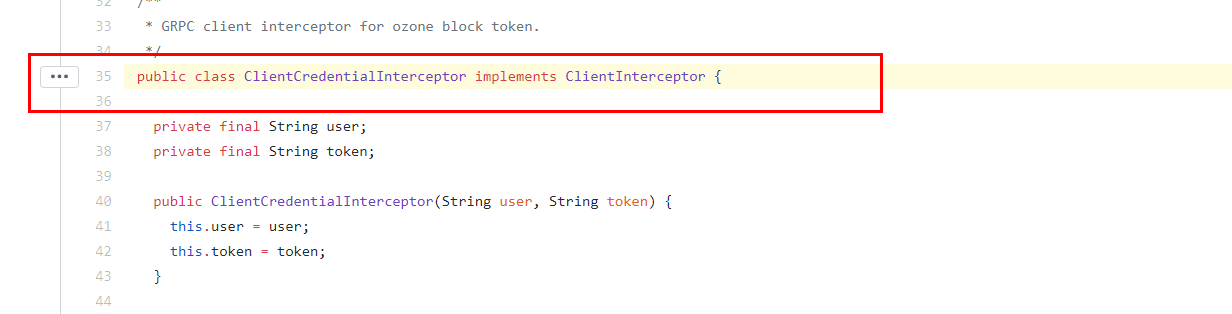 32 /**
33 * GRPC client interceptor for ozone block token.
34 */
••• 35 public class ClientCredentialInterceptor implements ClientInterceptor {
36
37 private final String user;
38 private final String token;
39
40 public ClientCredentialInterceptor(String user, String token) {
41 this.user = user;
42 this.token = token;
43 }
44